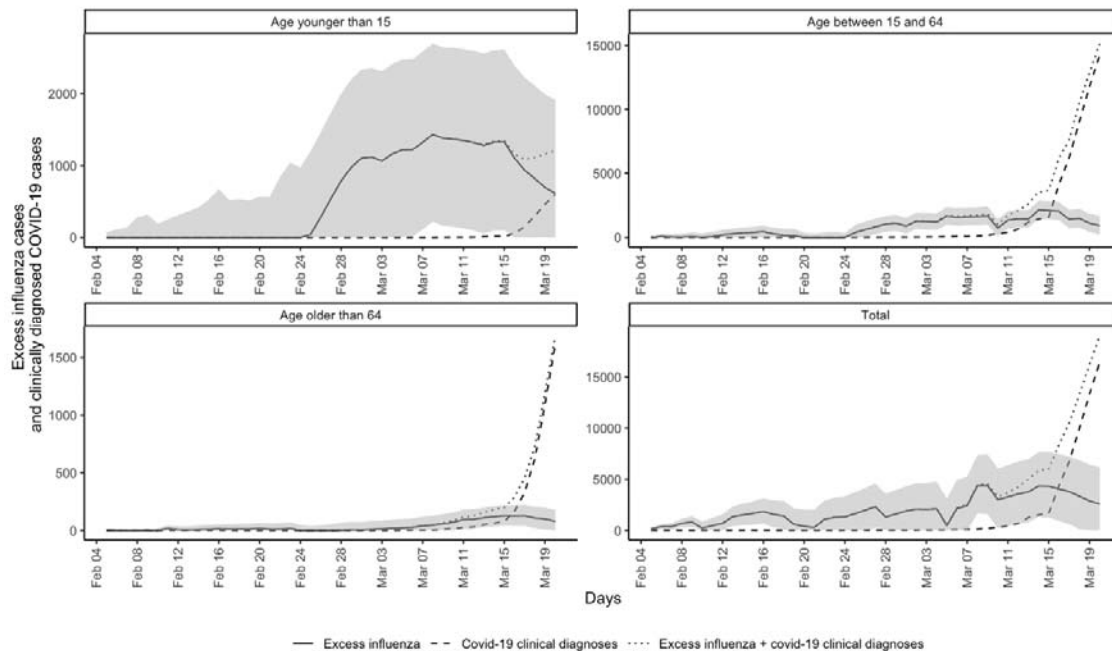 Age younger than 15
Age between 15 and 64
Excess influenza cases
and clinically diagnosed COVID-19 cases
2000
1000
0
15000
10000
5000
0
Feb 04
Feb 08
Feb 12
Feb 16
Feb 20
Feb 24
Feb 28
Mar 03
Mar 07
Mar 11
Mar 15
Mar 19
Feb 04
Feb 08
Feb 12
Feb 16
Feb 20
Feb 24
Feb 28
Mar 03
Mar 07
Mar 11
Mar 15
Mar 19
Age older than 64
Total
1500
1000
500
0
15000
10000
5000
0
Feb 04
Feb 08
Feb 12
Feb 16
Feb 20
Feb 24
Feb 28
Mar 03
Mar 07
Mar 11
Mar 15
Mar 19
Feb 04
Feb 08
Feb 12
Feb 16
Feb 20
Feb 24
Feb 28
Mar 03
Mar 07
Mar 11
Mar 15
Mar 19
Days
Excess influenza
Covid-19 clinical diagnoses
Excess influenza + covid-19 clinical diagnoses